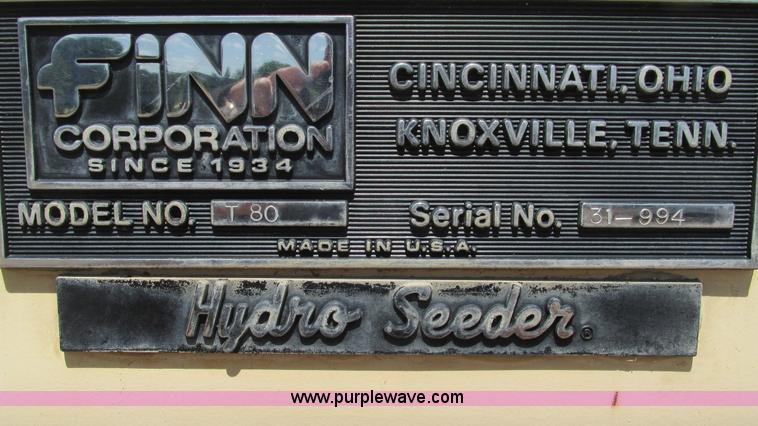 FiNN
CORPORATION
SINCE 1934
CINCINNATI, OHIO
KNOXVILLE, TENN.
MODEL NO. T 80
Serial No. 31-994
MADE IN U.S.A.
Hydro Seeder®
www.purplewave.com